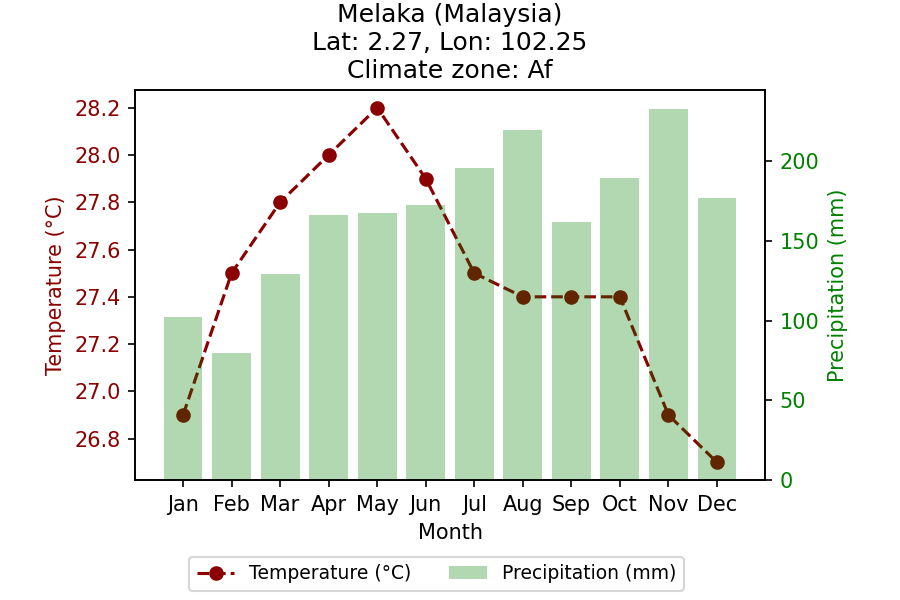 Melaka (Malaysia)
Lat: 2.27, Lon: 102.25
Climate zone: Af
Temperature (°C)
28.2
28.0
27.8
27.6
27.4
27.2
27.0
26.8
200
150
100
50
0
Precipitation (mm)
Jan Feb Mar Apr May Jun Jul Aug Sep Oct Nov Dec
Month
Temperature (°C) Precipitation (mm)